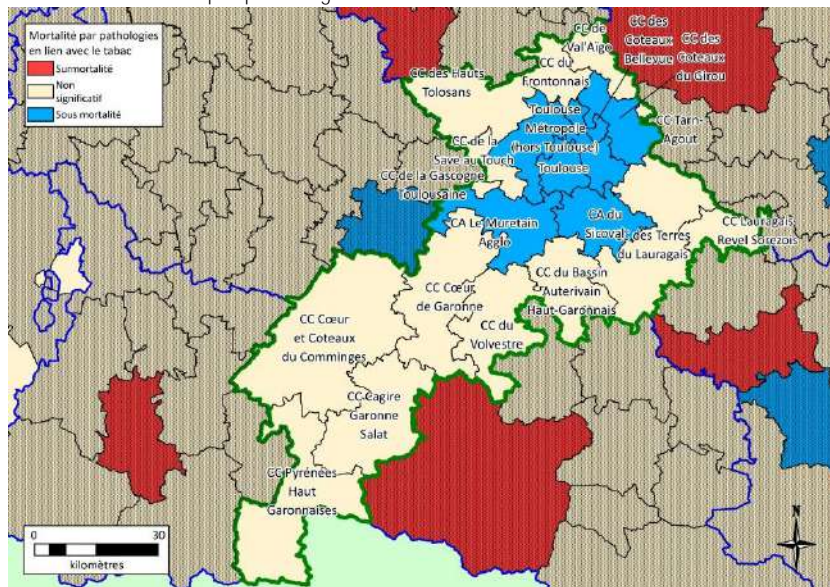 Mortalité par pathologies
en lien avec le tabac
Surmortalité
Non
significatif
Sous mortalité
CC de
Val'Aïgo
CC des
Coteaux
Bellevue
CC des
Coteaux
du Girou
CC du
Frontonnais
CC des Hauts
Tolosans
Toulouse
Métropole
(hors Toulouse)
Toulouse
CC Tarn-
Agout
CC de la
Save au Touch
CC de la Gascogne
Toulousaine
CA Le Muretain
Agglo
CA du
Sicoval
des Terres
du Lauragais
CC Lauragais
Revel Sorezois
CC du Bassin
Auterivain
Haut-Garonnais
CC Cœur
de Garonne
CC du
Volvestre
CC Cœur
et Coteaux
du Comminges
CC Cagire
Garonne
Salat
CC Pyrénées
Haut
Garonnaises
0 30
kilomètres
N